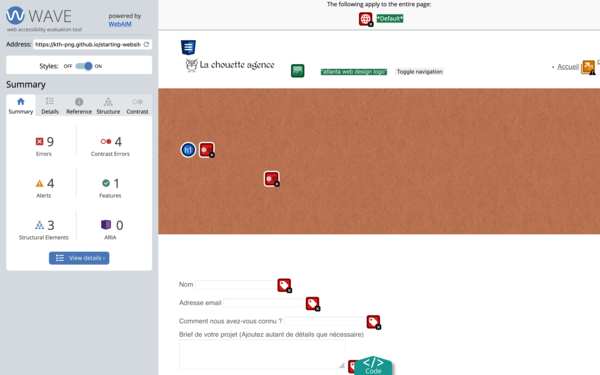 WAVE
powered by
WebAIM
web accessibility evaluation tool
Address: https://kth-png.github.io/starting-websit
Styles: OFF ON
Summary
Summary Details Reference Structure Contrast
9
Errors
4
Contrast Errors
4
Alerts
1
Features
3
Structural Elements
0
ARIA
View details ›
The following apply to the entire page:
*Default*
La chouette agence
*atlanta web design logo*
Toggle navigation
Accueil
h1
Nom
Adresse email
Comment nous avez-vous connu ?
Brief de votre projet (Ajoutez autant de détails que nécessaire)
</>
Code